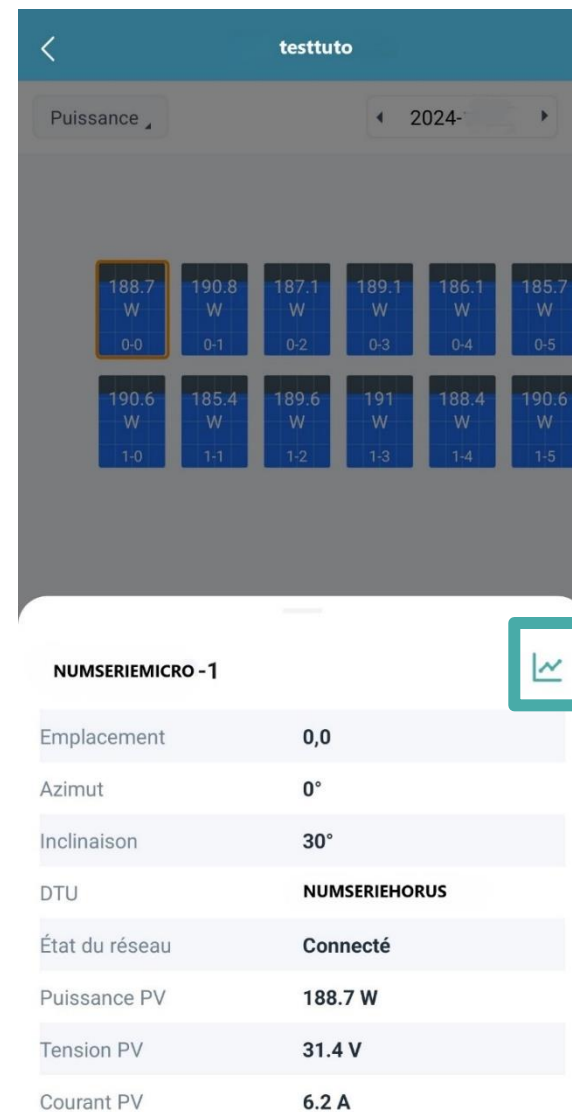 testtuto
Puissance
2024-
188.7 190.8 187.1 189.1 186.1 185.7
W W W W W W
0-0 0-1 0-2 0-3 0-4 0-5
190.6 185.4 189.6 191 188.4 190.6
W W W W W W
1-0 1-1 1-2 1-3 1-4 1-5
NUMSERIEMICRO -1
Emplacement 0,0
Azimut 0°
Inclinaison 30°
DTU NUMSERIEHORUS
État du réseau Connecté
Puissance PV 188.7 W
Tension PV 31.4 V
Courant PV 6.2 A